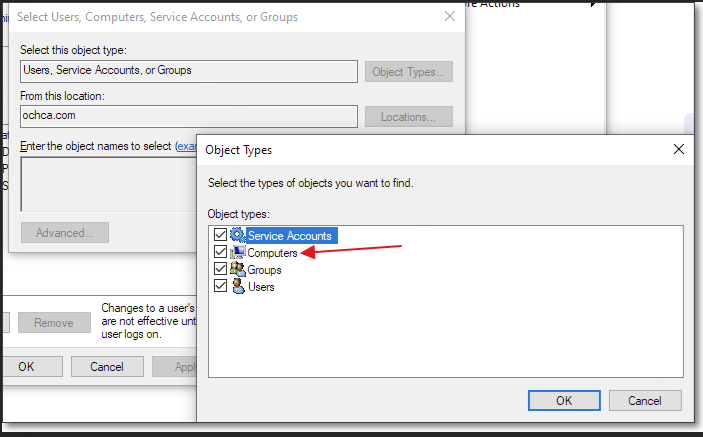 Select Users, Computers, Service Accounts, or Groups
re Actions
Select this object type:
Users, Service Accounts, or Groups
Object Types...
From this location:
ochca.com
Locations...
Enter the object names to select (exa
Advanced...
Object Types
Select the types of objects you want to find.
Object types:
Service Accounts
Computers
Groups
Users
Remove
Changes to a user's
are not effective unt
user logs on.
OK
Cancel
Apply
OK
Cancel